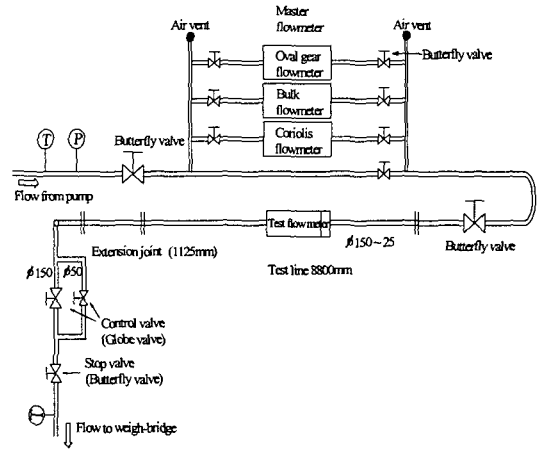 Master
flowmeter
Air vent
Air vent
Oval gear
flowmeter
Butterfly valve
Bulk
flowmeter
Coriolis
flowmeter
T
P
Butterfly valve
Flow from pump
Test flowmeter
ϕ150~25
Butterfly valve
Extension joint (1125mm)
Test line 8800mm
ϕ150
ϕ50
Control valve
(Globe valve)
Stop valve
(Butterfly valve)
Flow to weigh-bridge